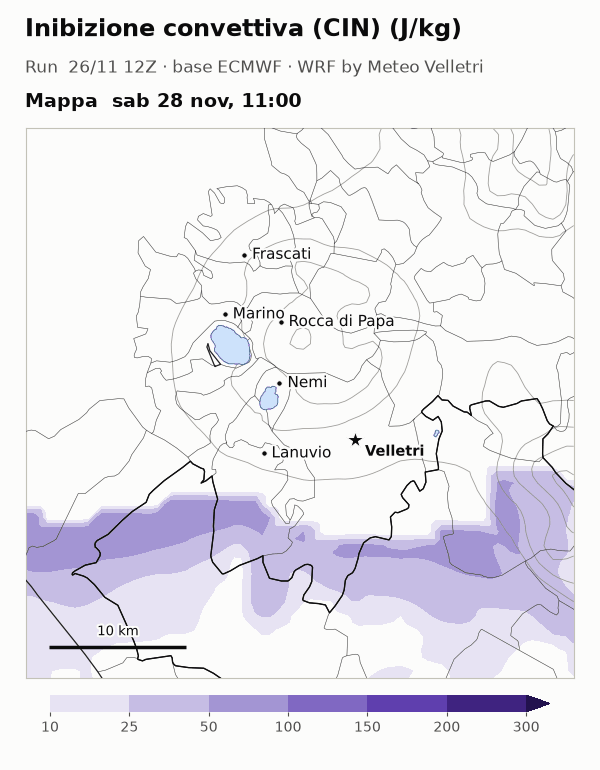 Inibizione convettiva (CIN) (J/kg)
Run  26/11 12Z · base ECMWF · WRF by Meteo Velletri
Mappa  sab 28 nov, 11:00
Frascati
Marino
Rocca di Papa
Nemi
Velletri
Lanuvio
10 km
10 25 50 100 150 200 300